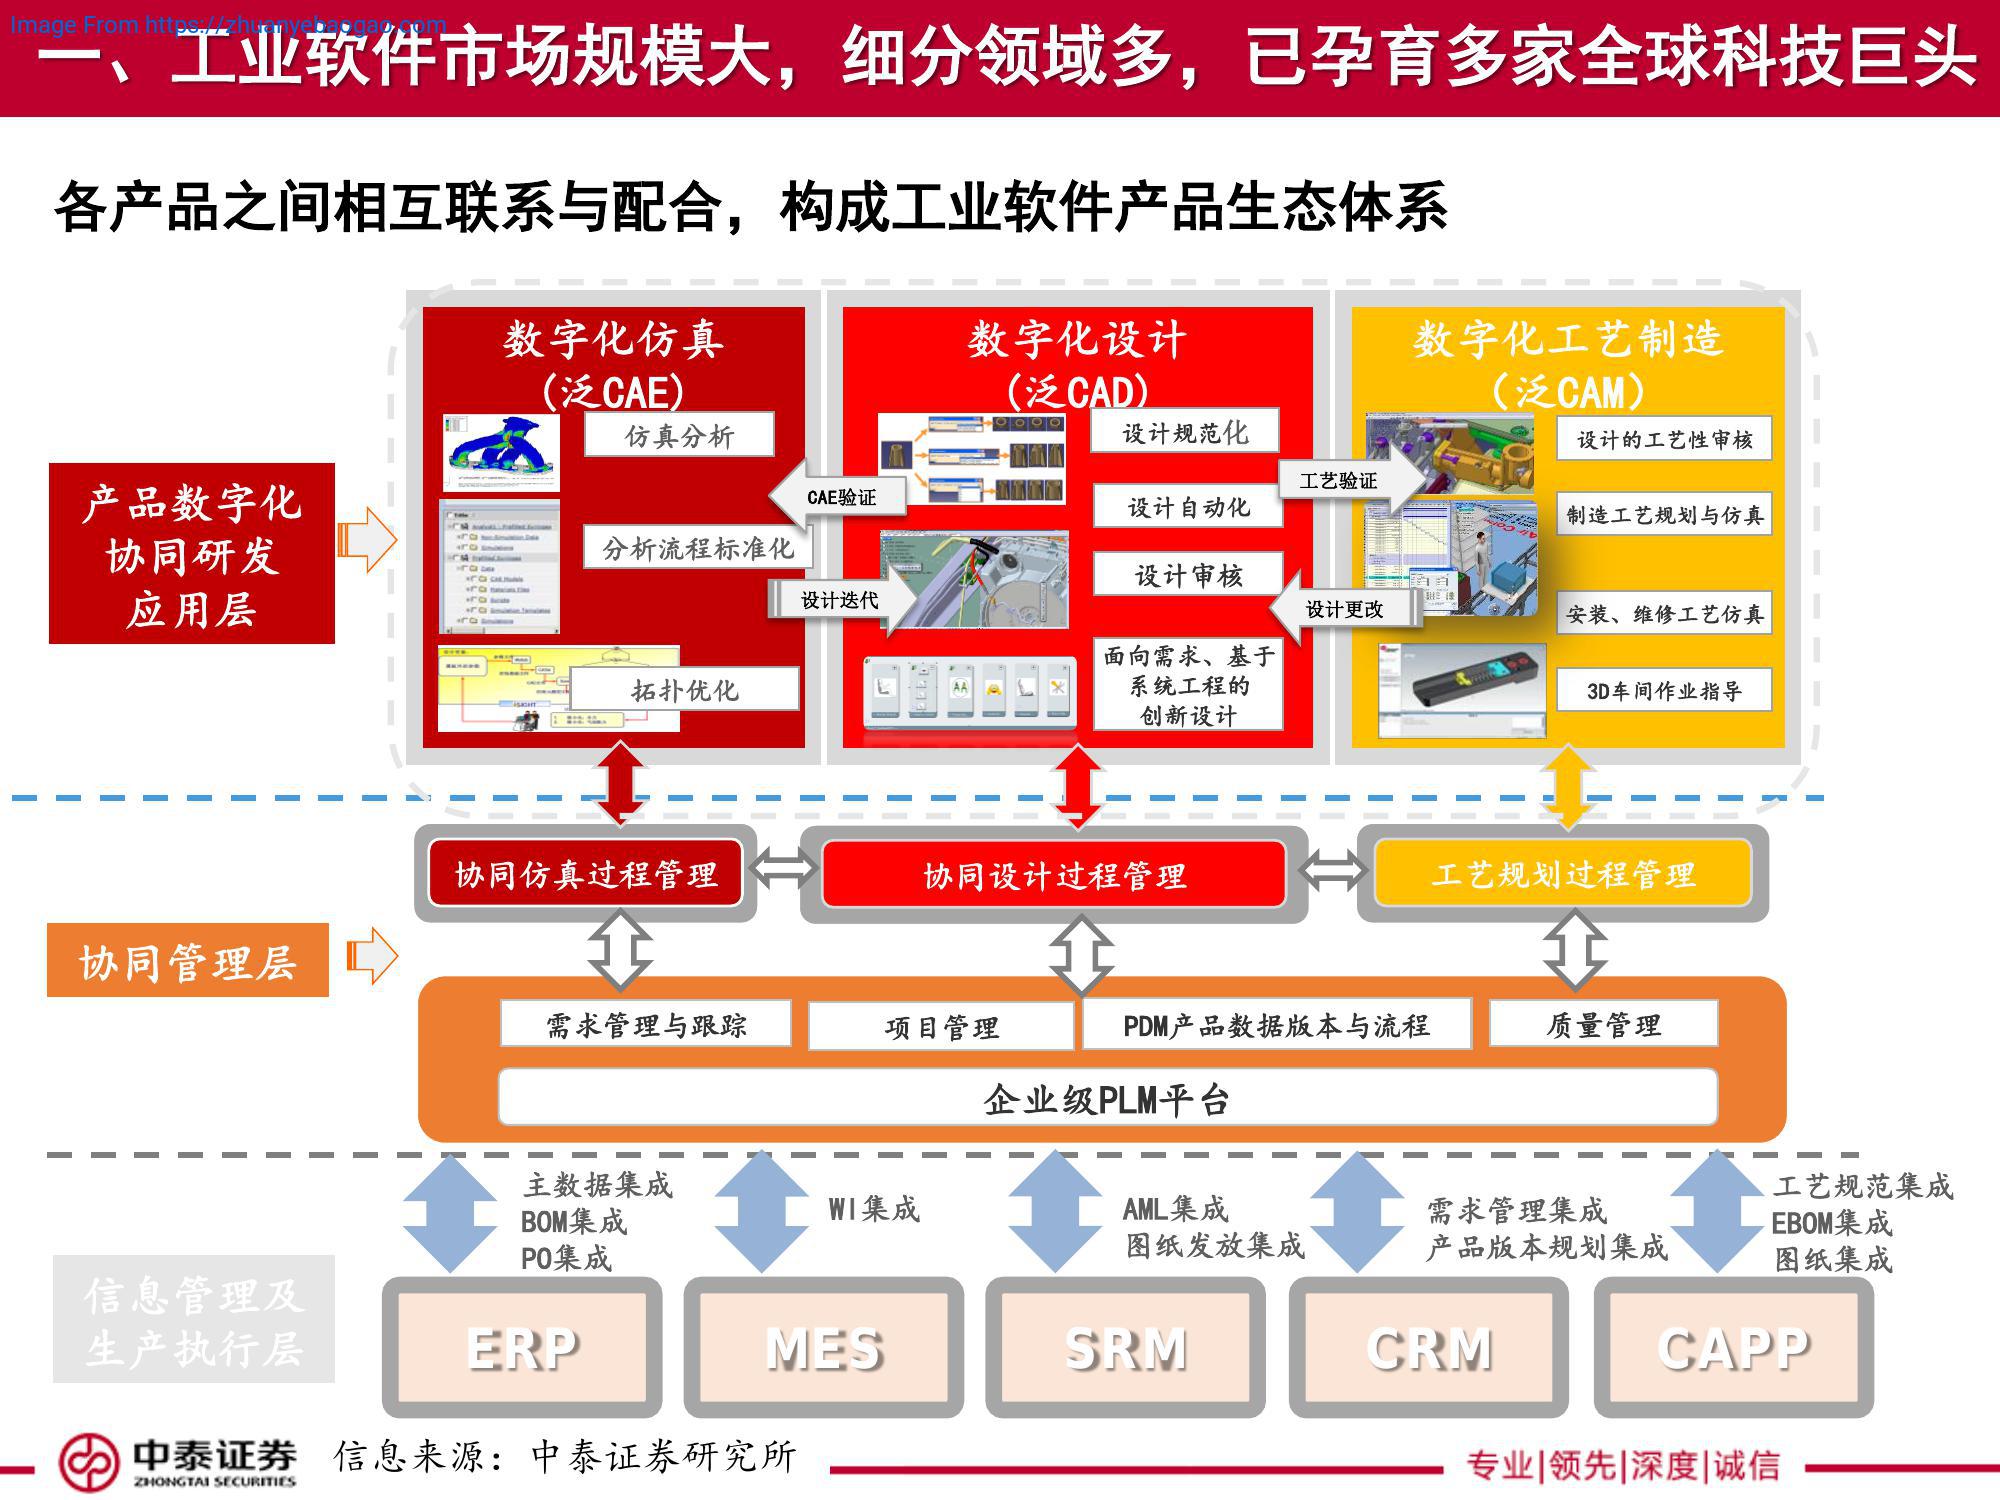 Image From https://zhuanyebaogao.com
一、工业软件市场规模大，细分领域多，已孕育多家全球科技巨头
各产品之间相互联系与配合，构成工业软件产品生态体系
产品数字化
协同研发
应用层
数字化仿真
（泛CAE）
仿真分析
分析流程标准化
拓扑优化
CAE验证
设计迭代
数字化设计
（泛CAD）
设计规范化
设计自动化
设计审核
面向需求、基于
系统工程的
创新设计
工艺验证
设计更改
数字化工艺制造
（泛CAM）
设计的工艺性审核
制造工艺规划与仿真
安装、维修工艺仿真
3D车间作业指导
协同管理层
协同仿真过程管理
协同设计过程管理
工艺规划过程管理
需求管理与跟踪
项目管理
PDM产品数据版本与流程
质量管理
企业级PLM平台
信息管理及
生产执行层
主数据集成
BOM集成
PO集成
WI集成
AML集成
图纸发放集成
需求管理集成
产品版本规划集成
工艺规范集成
EBOM集成
图纸集成
ERP
MES
SRM
CRM
CAPP
中泰证券
ZHONGTAI SECURITIES
信息来源：中泰证券研究所
专业|领先|深度|诚信